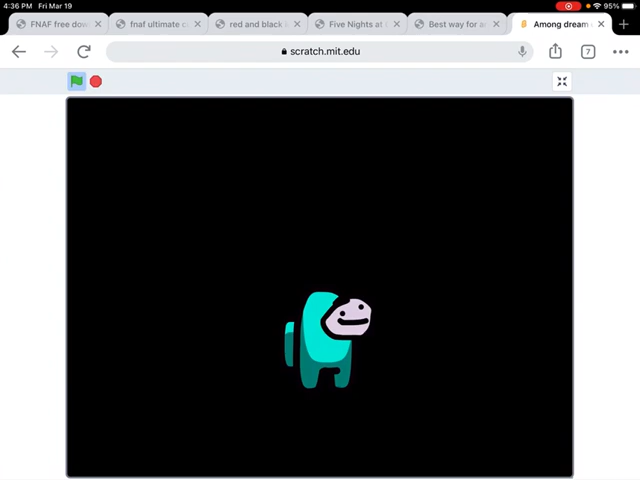 4:36 PM Fri Mar 19 95%
FNAF free dow fnaf ultimate c red and black Five Nights at Best way for a Among dream
scratch.mit.edu
7